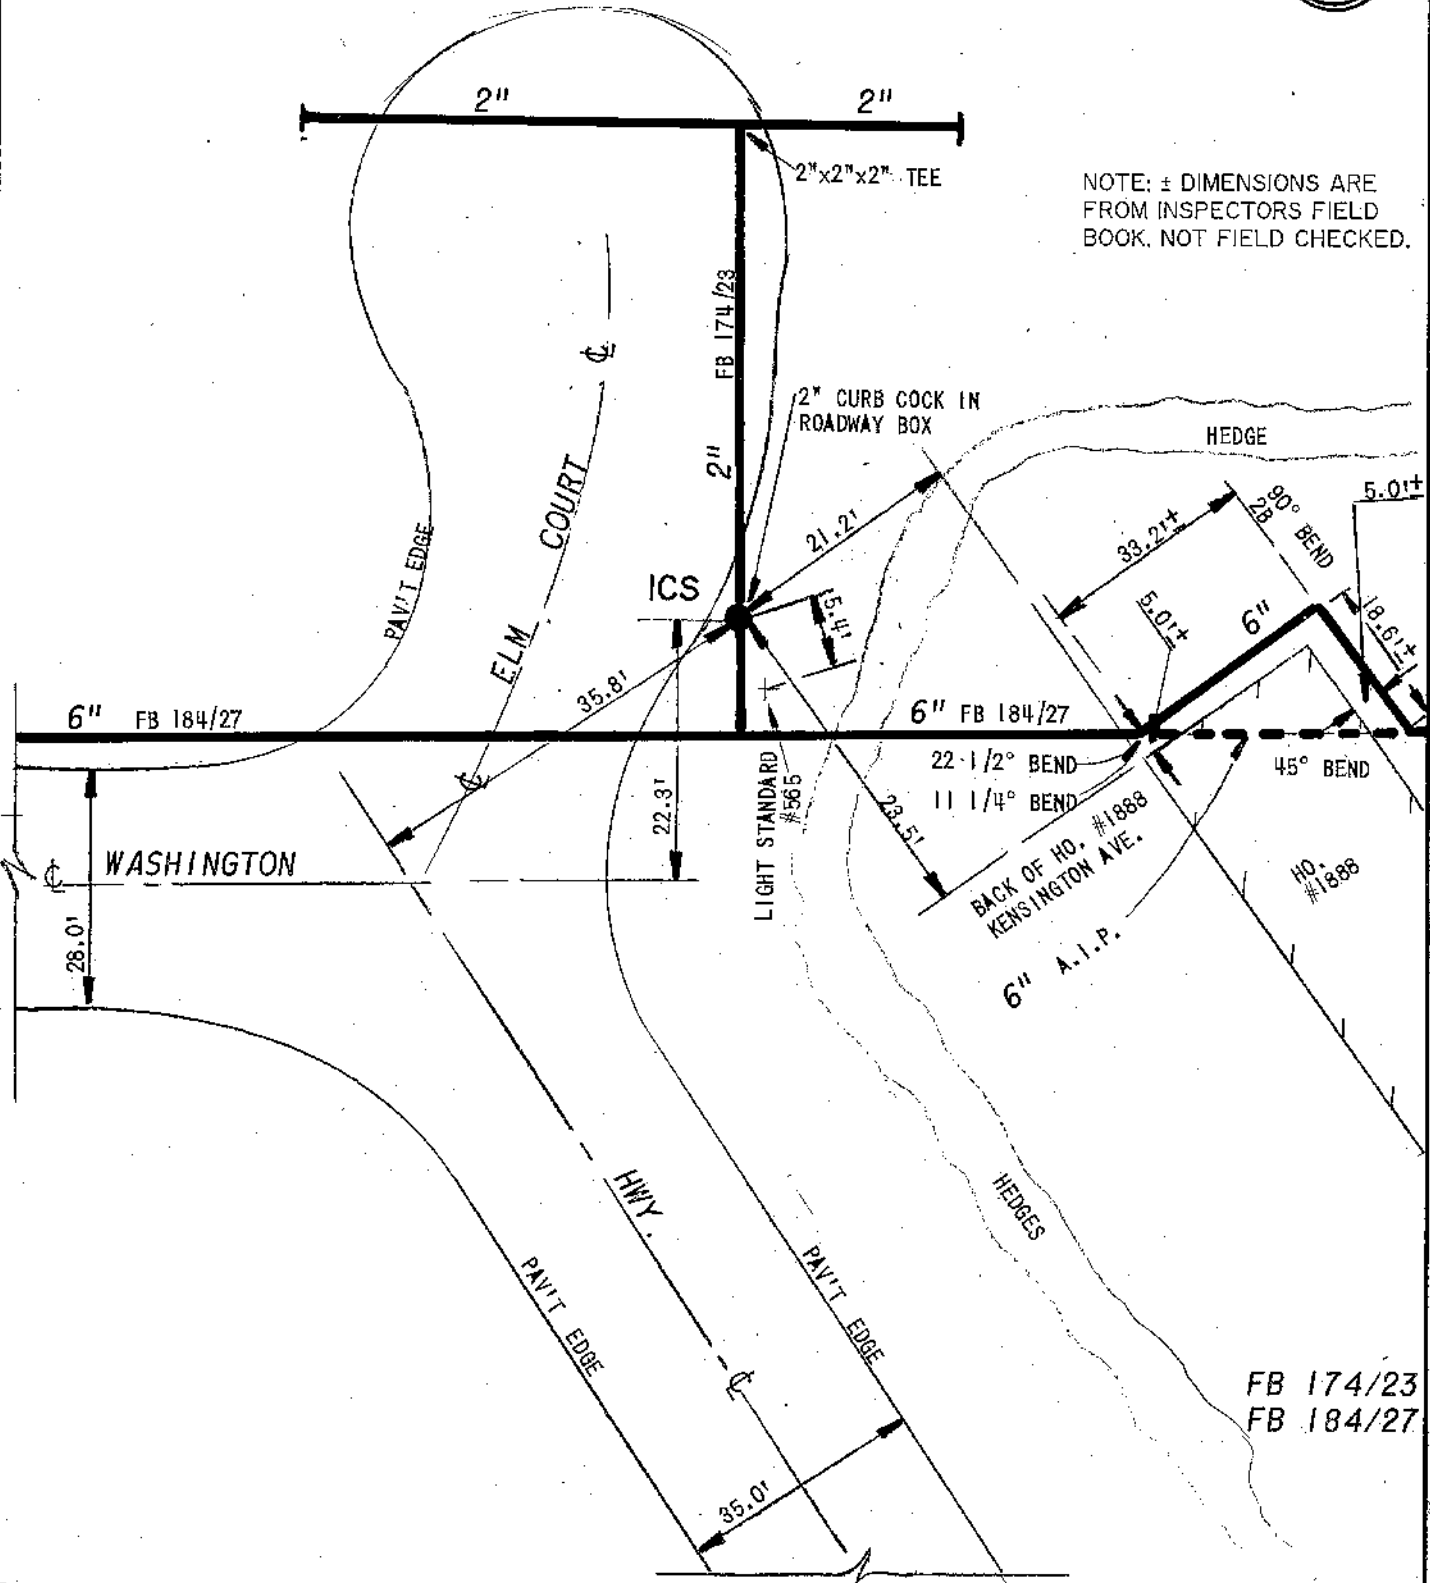 2" 2"
2"x2"x2" TEE
NOTE: ± DIMENSIONS ARE
FROM INSPECTORS FIELD
BOOK. NOT FIELD CHECKED.
FB 174/23
2"
2" CURB COCK IN
ROADWAY BOX
HEDGE
℄
ELM COURT
PAV'T EDGE
ICS
21.2'
15.4'
35.8'
33.2'±
90° BEND
2B
5.0'±
5.0'±
18.6'±
6"
6" FB 184/27
6" FB 184/27
22-1/2° BEND
11 1/4° BEND
45° BEND
22.3'
23.5'
LIGHT STANDARD
#565
BACK OF HO. #1888
KENSINGTON AVE.
HO.
#1888
6" A.I.P.
℄
℄ WASHINGTON
28.0'
HWY.
HEDGES
PAV'T EDGE
PAV'T EDGE
℄
35.0'
FB 174/23
FB 184/27